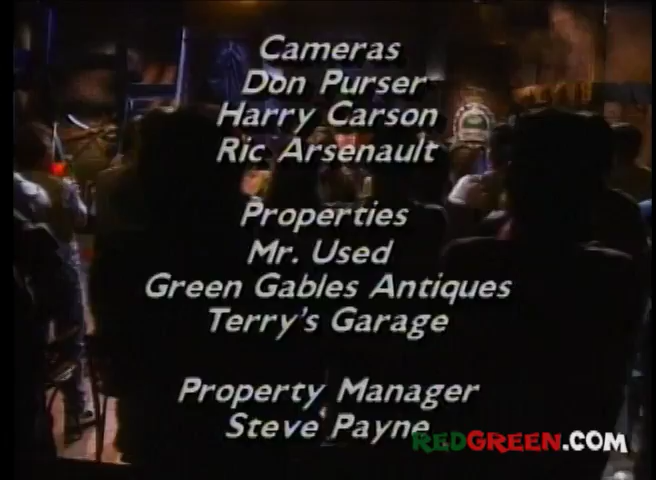 Cameras
Don Purser
Harry Carson
Ric Arsenault
Properties
Mr. Used
Green Gables Antiques
Terry's Garage
Property Manager
Steve Payne
REDGREEN.COM